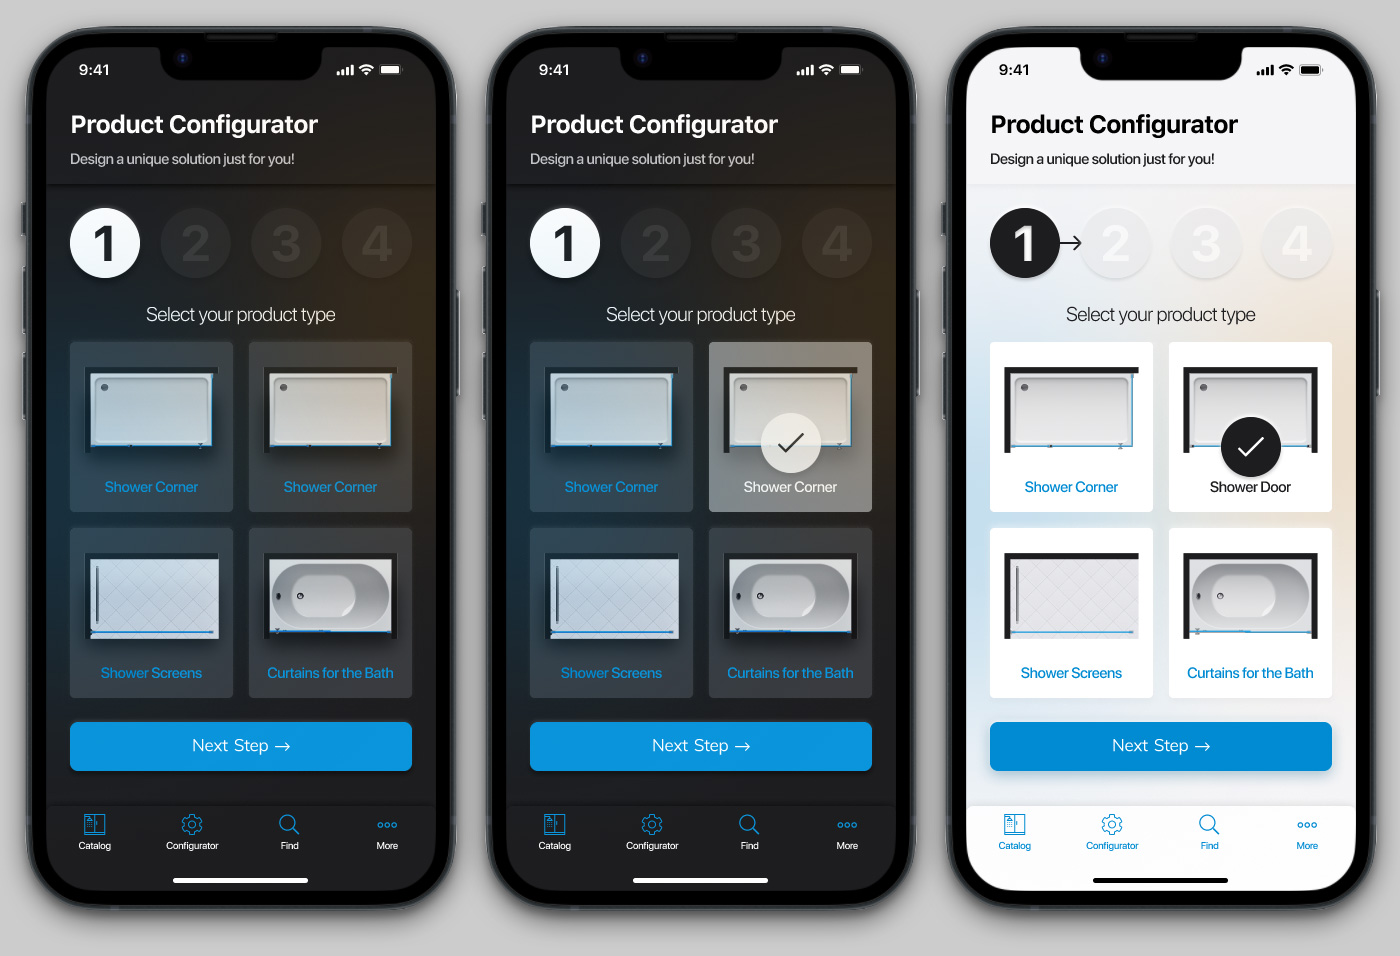 9:41
Product Configurator
Design a unique solution just for you!
1 2 3 4
Select your product type
Shower Corner Shower Corner
Shower Screens Curtains for the Bath
Next Step →
Catalog Configurator Find More
9:41
Product Configurator
Design a unique solution just for you!
1 2 3 4
Select your product type
Shower Corner Shower Corner
Shower Screens Curtains for the Bath
Next Step →
Catalog Configurator Find More
9:41
Product Configurator
Design a unique solution just for you!
1 → 2 3 4
Select your product type
Shower Corner Shower Door
Shower Screens Curtains for the Bath
Next Step →
Catalog Configurator Find More